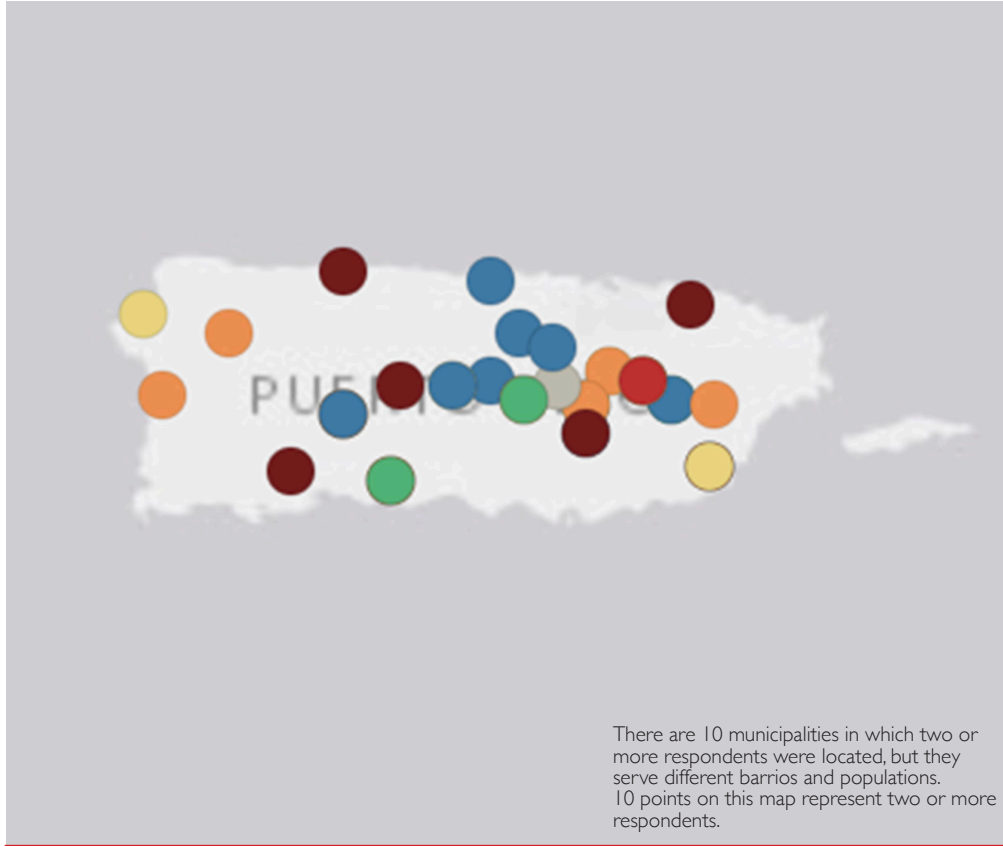 There are 10 municipalities in which two or
more respondents were located, but they
serve different barrios and populations.
10 points on this map represent two or more
respondents.